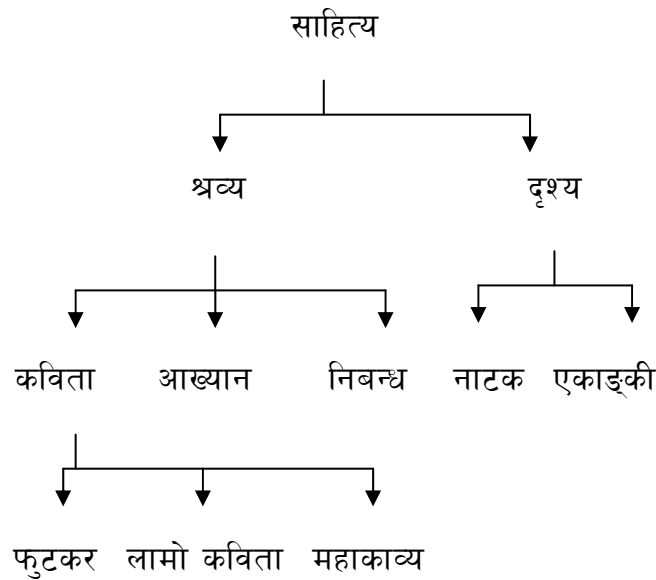 साहित्य
श्रव्य दृश्य
कविता आख्यान निबन्ध नाटक एकाङ्की
फुटकर लामो कविता महाकाव्य